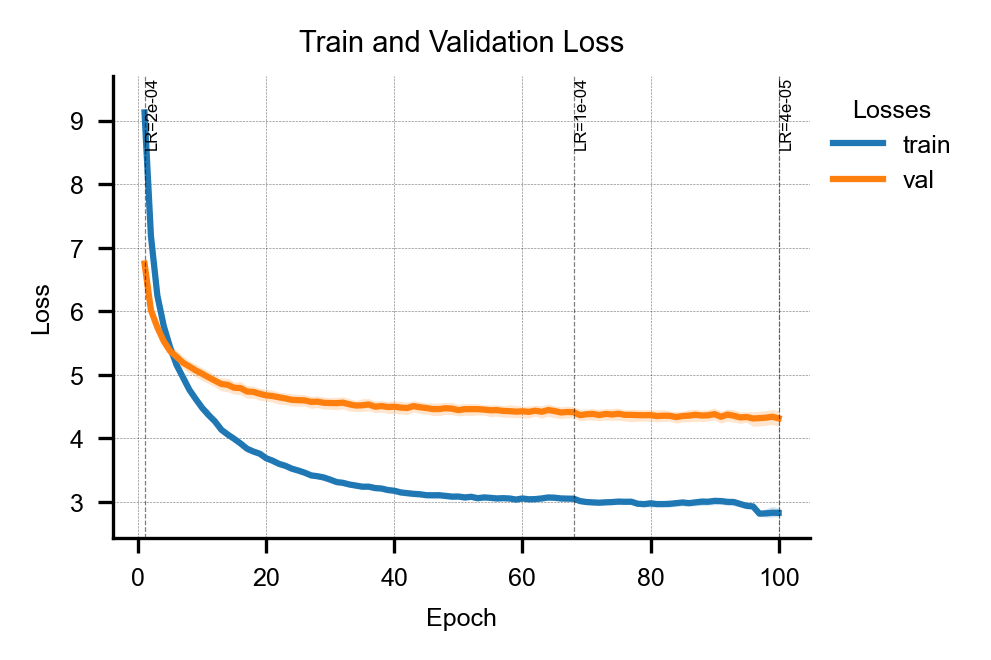 Train and Validation Loss
LR=2e-04
LR=1e-04
LR=4e-05
Losses
train
val
Loss
9
8
7
6
5
4
3
0 20 40 60 80 100
Epoch